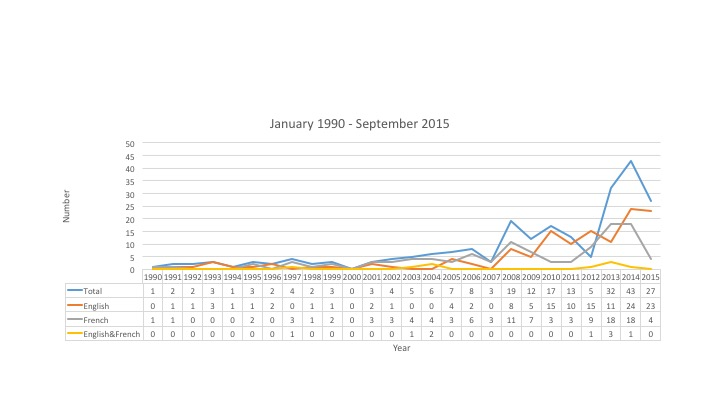 January 1990 - September 2015
50
45
40
35
30
25
20
15
10
5
0
Number
1990 1991 1992 1993 1994 1995 1996 1997 1998 1999 2000 2001 2002 2003 2004 2005 2006 2007 2008 2009 2010 2011 2012 2013 2014 2015
Total 1 2 2 3 1 3 2 4 2 3 0 3 4 5 6 7 8 3 19 12 17 13 5 32 43 27
English 0 1 1 3 1 1 2 0 1 1 0 2 1 0 0 4 2 0 8 5 15 10 15 11 24 23
French 1 1 0 0 0 2 0 3 1 2 0 3 3 4 4 3 6 3 11 7 3 3 9 18 18 4
English&French 0 0 0 0 0 0 0 1 0 0 0 0 0 1 2 0 0 0 0 0 0 0 1 3 1 0
Year